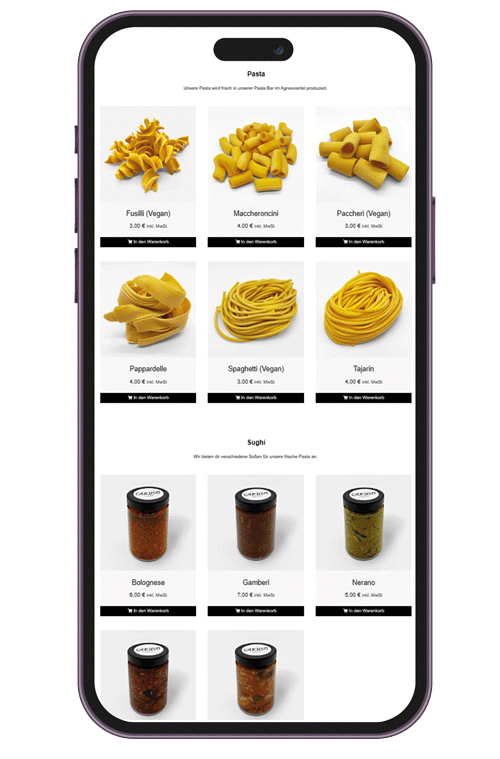 Pasta
Unsere Pasta wird frisch in unserer Pasta Bar im Agnesviertel produziert.
Fusilli (Vegan) Maccheroncini Paccheri (Vegan)
3,00 € inkl. MwSt 4,00 € inkl. MwSt 3,00 € inkl. MwSt
In den Warenkorb In den Warenkorb In den Warenkorb
Pappardelle Spaghetti (Vegan) Tajarin
4,00 € inkl. MwSt 3,00 € inkl. MwSt 4,00 € inkl. MwSt
In den Warenkorb In den Warenkorb In den Warenkorb
Sughi
Wir bieten dir verschiedene Soßen für unsere frische Pasta an.
Bolognese Gamberi Nerano
6,00 € inkl. MwSt 7,00 € inkl. MwSt 5,00 € inkl. MwSt
In den Warenkorb In den Warenkorb In den Warenkorb